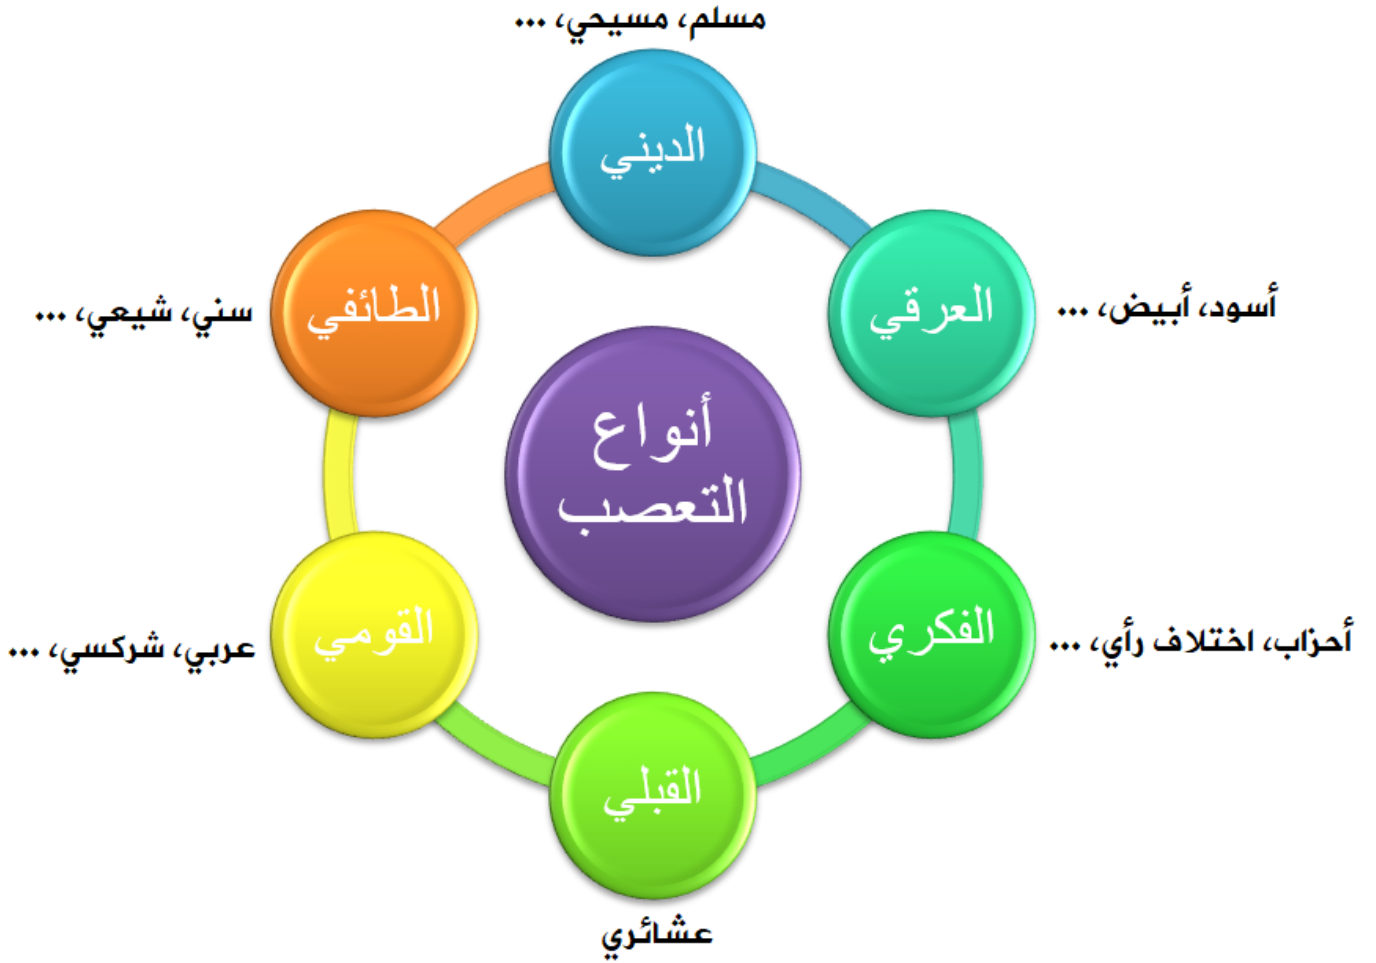 مسلم، مسيحي، ...
الديني
العرقي
أسود، أبيض، ...
الطائفي
سني، شيعي، ...
أنواع
التعصب
الفكري
أحزاب، اختلاف رأي، ...
القومي
عربي، شركسي، ...
القبلي
عشائري